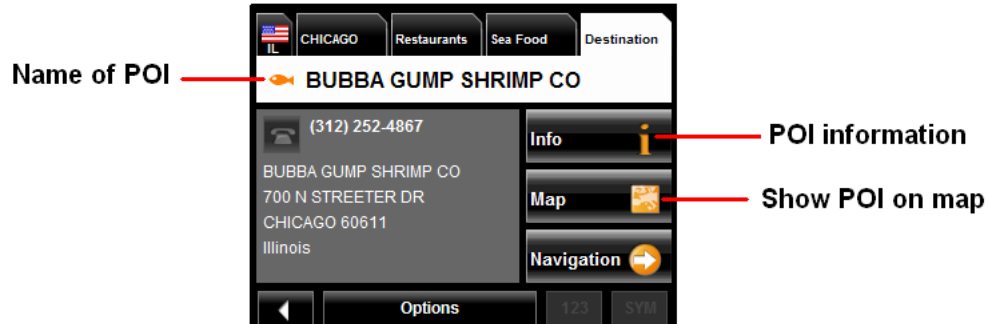 IL
CHICAGO
Restaurants
Sea Food
Destination
Name of POI
BUBBA GUMP SHRIMP CO
(312) 252-4867
BUBBA GUMP SHRIMP CO
700 N STREETER DR
CHICAGO 60611
Illinois
Info
i
POI information
Map
Show POI on map
Navigation
Options
123
SYM